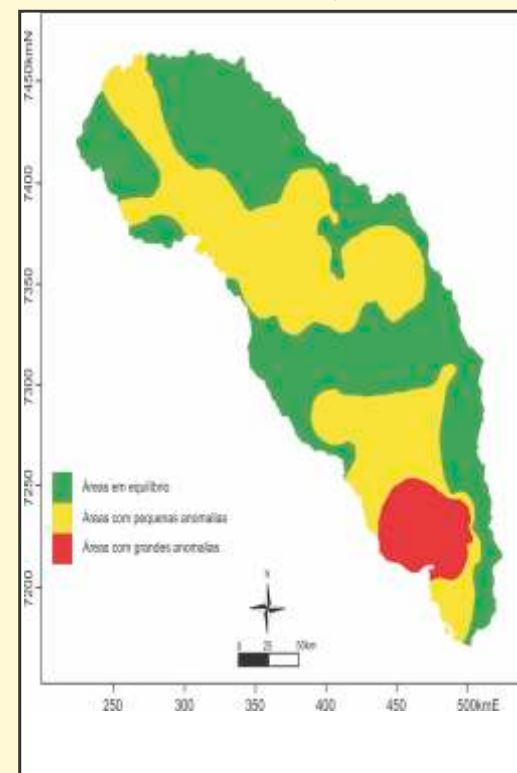 7450kmN
7400
7350
7300
7250
7200
Áreas em equilíbrio
Áreas com pequenas anomalias
Áreas com grandes anomalias
N
0 25 50km
250 300 350 400 450 500kmE